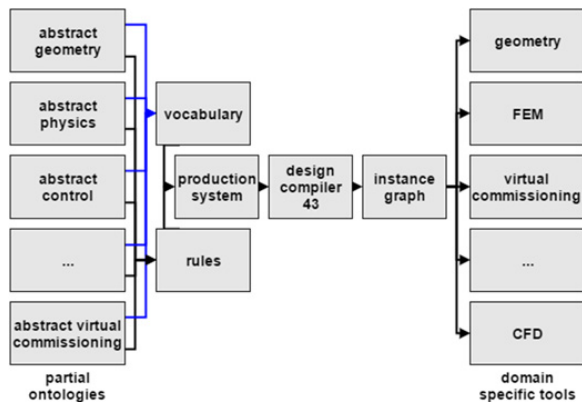 abstract
geometry
abstract
physics
abstract
control
...
abstract virtual
commissioning
partial
ontologies
vocabulary
rules
production
system
design
compiler
43
instance
graph
geometry
FEM
virtual
commissioning
...
CFD
domain
specific tools